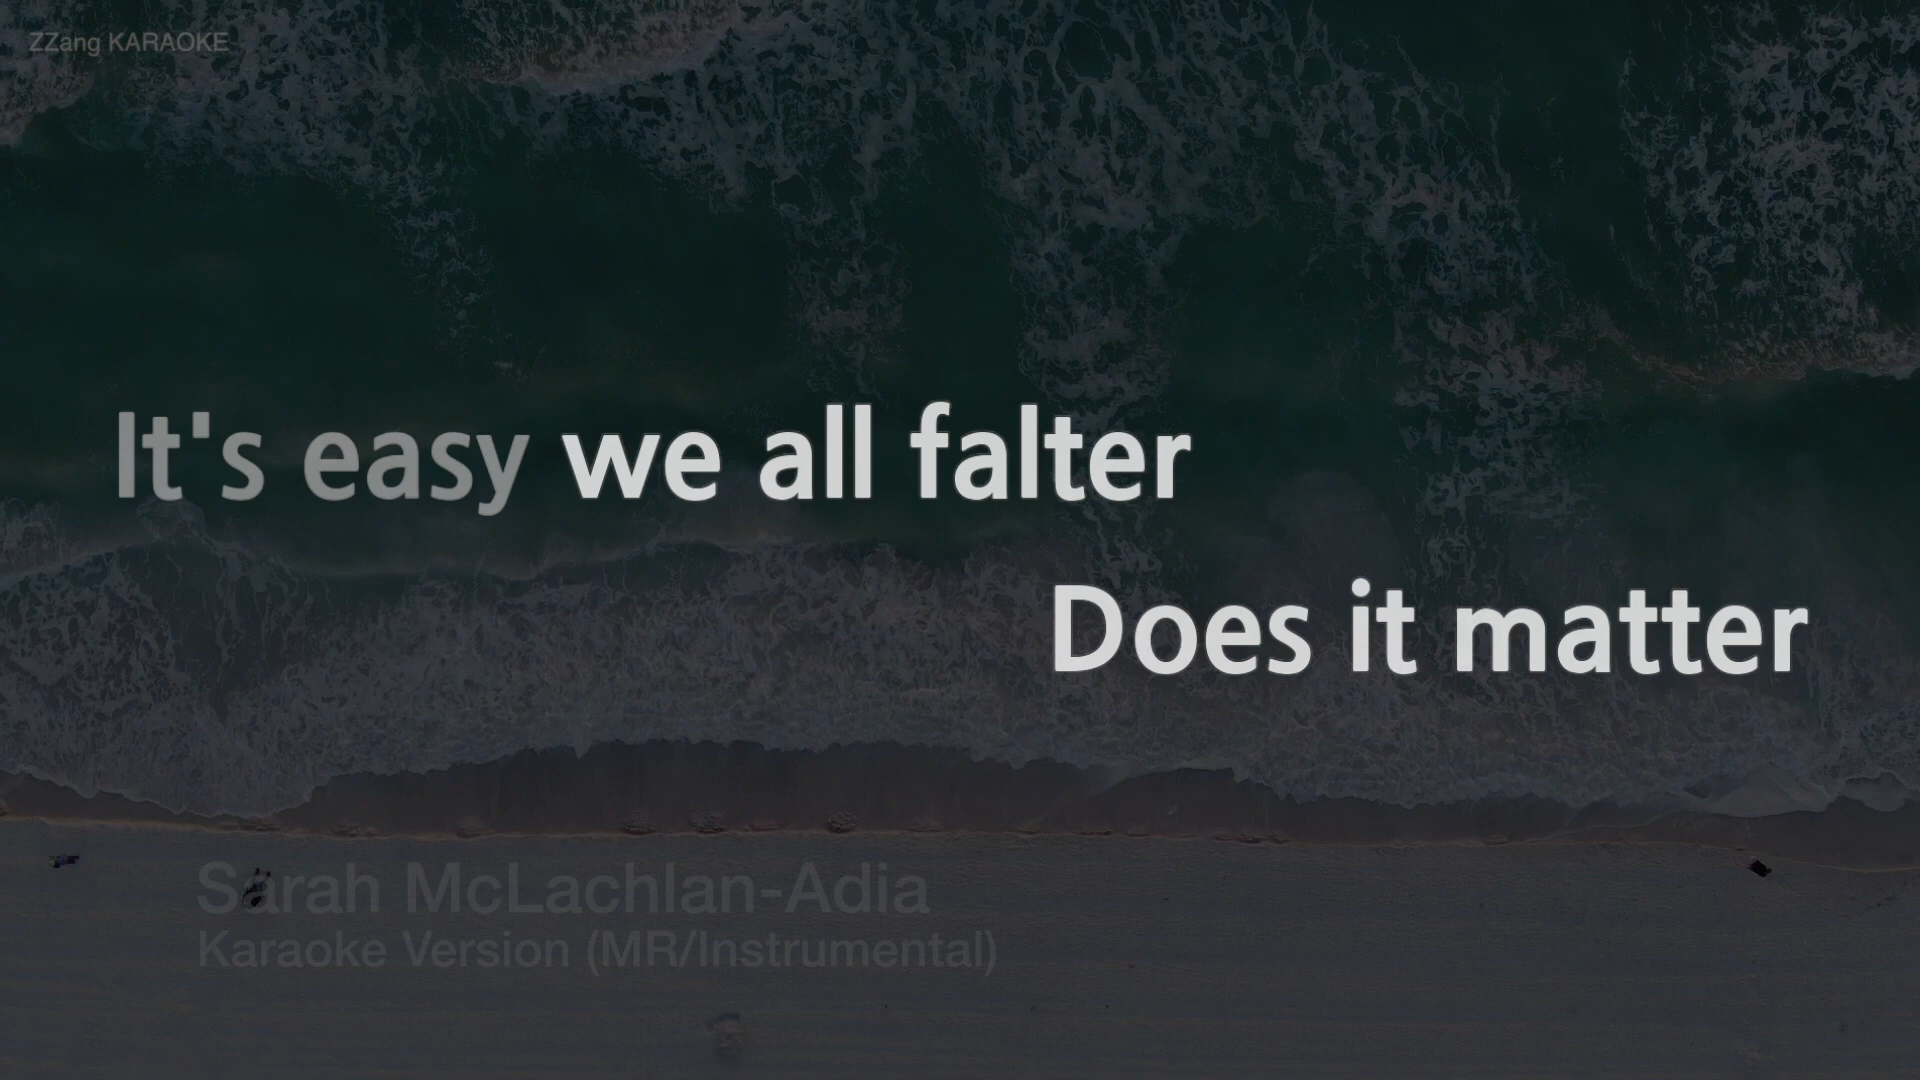 ZZang KARAOKE
It's easy we all falter
Does it matter
Sarah McLachlan-Adia
Karaoke Version (MR/Instrumental)